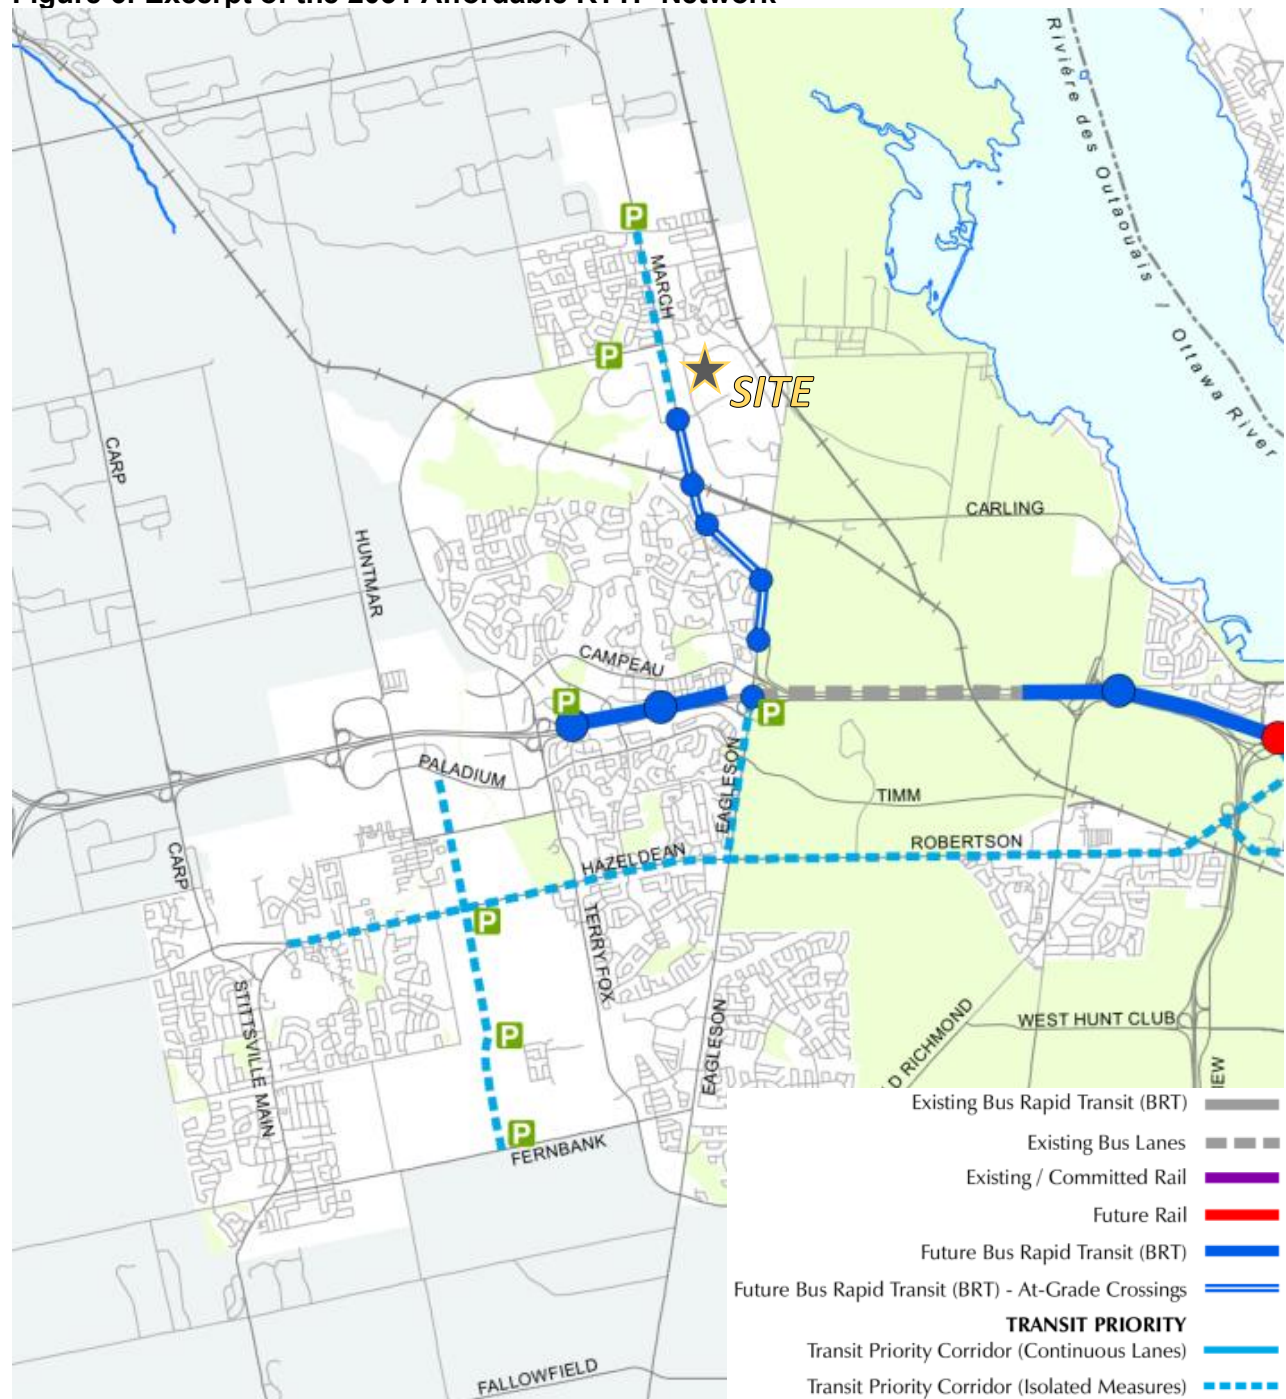 Rivière des Outaouais / Ottawa River
P
MARCH
P
SITE
CARP
CARLING
HUNTMAR
CAMPEAU
P
P
PALADIUM
EAGLESON
TIMM
ROBERTSON
HAZELDEAN
CARP
P
TERRY FOX
STITTSVILLE MAIN
EAGLESON
WEST HUNT CLUB
P
P
FERNBANK
FALLOWFIELD
Existing Bus Rapid Transit (BRT)
Existing Bus Lanes
Existing / Committed Rail
Future Rail
Future Bus Rapid Transit (BRT)
Future Bus Rapid Transit (BRT) - At-Grade Crossings
TRANSIT PRIORITY
Transit Priority Corridor (Continuous Lanes)
Transit Priority Corridor (Isolated Measures)